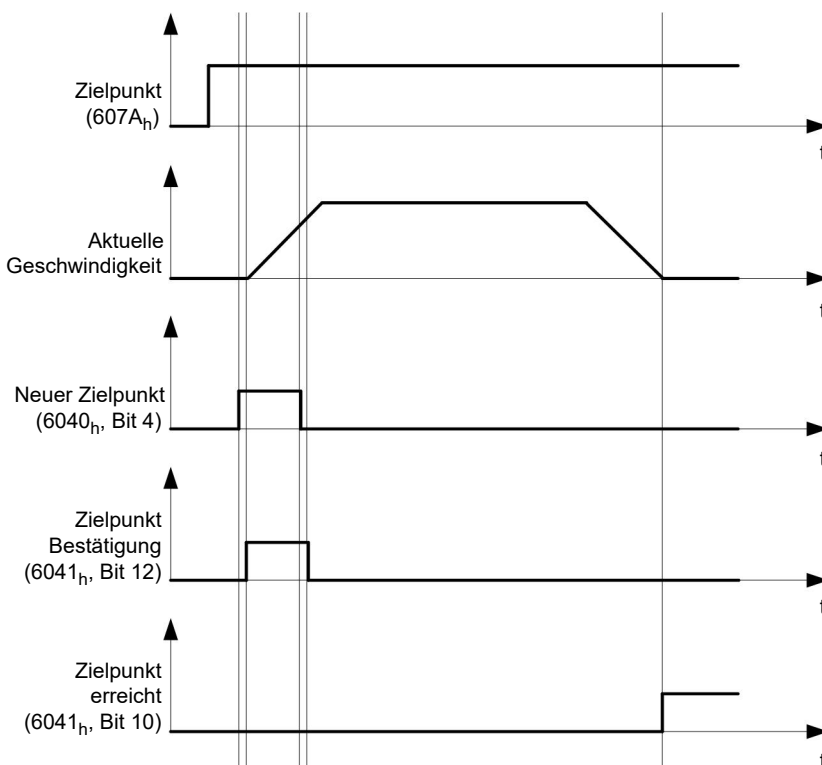 Zielpunkt
(607Aₕ)
t
Aktuelle
Geschwindigkeit
t
Neuer Zielpunkt
(6040ₕ, Bit 4)
t
Zielpunkt
Bestätigung
(6041ₕ, Bit 12)
t
Zielpunkt
erreicht
(6041ₕ, Bit 10)
t